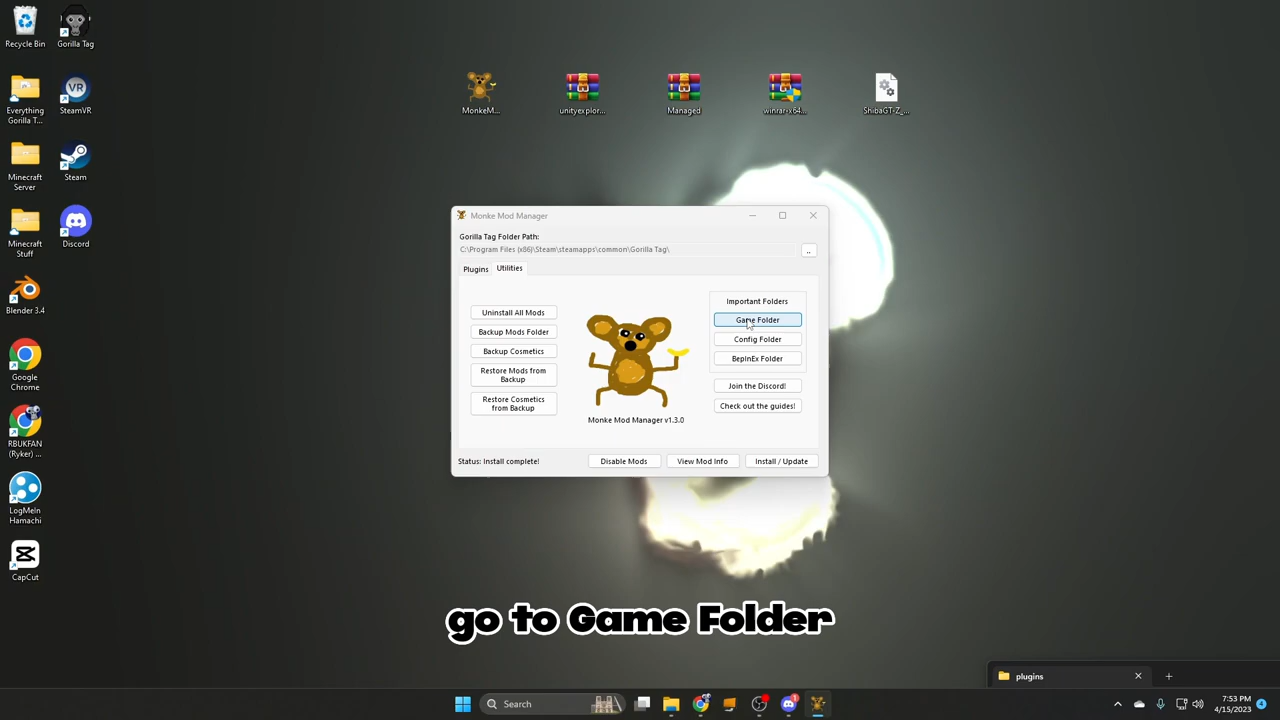 Recycle Bin
Gorilla Tag
Everything
Gorilla T...
SteamVR
Minecraft
Server
Steam
Minecraft
Stuff
Discord
Blender 3.4
Google
Chrome
RBUKFAN
(Ryker) ...
LogMeIn
Hamachi
CapCut
MonkeM...
unityexplor...
Managed
winrar-x64...
ShibaGT-Z_...
Monke Mod Manager
Gorilla Tag Folder Path:
C:\Program Files (x86)\Steam\steamapps\common\Gorilla Tag\
..
Plugins
Utilities
Uninstall All Mods
Backup Mods Folder
Backup Cosmetics
Restore Mods from
Backup
Restore Cosmetics
from Backup
Monke Mod Manager v1.3.0
Important Folders
Game Folder
Config Folder
BepInEx Folder
Join the Discord!
Check out the guides!
Status: Install complete!
Disable Mods
View Mod Info
Install / Update
go to Game Folder
plugins
Search
7:53 PM
4/15/2023